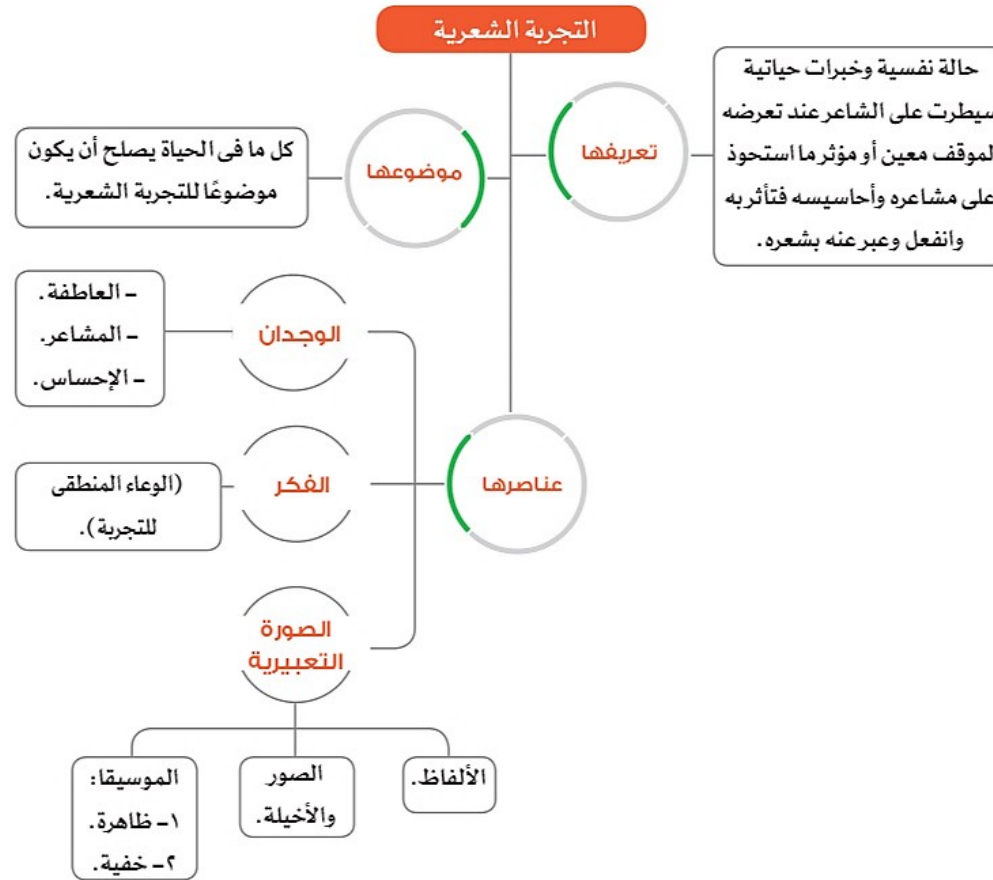 التجربة الشعرية
تعريفها
حالة نفسية وخبرات حياتية
سيطرت على الشاعر عند تعرضه
لموقف معين أو مؤثر ما استحوذ
على مشاعره وأحاسيسه فتأثر به
وانفعل وعبر عنه بشعره.
موضوعها
كل ما فى الحياة يصلح أن يكون
موضوعًا للتجربة الشعرية.
عناصرها
الوجدان
- العاطفة.
- المشاعر.
- الإحساس.
الفكر
(الوعاء المنطقى
للتجربة).
الصورة
التعبيرية
الألفاظ.
الصور
والأخيلة.
الموسيقا:
١- ظاهرة.
٢- خفية.